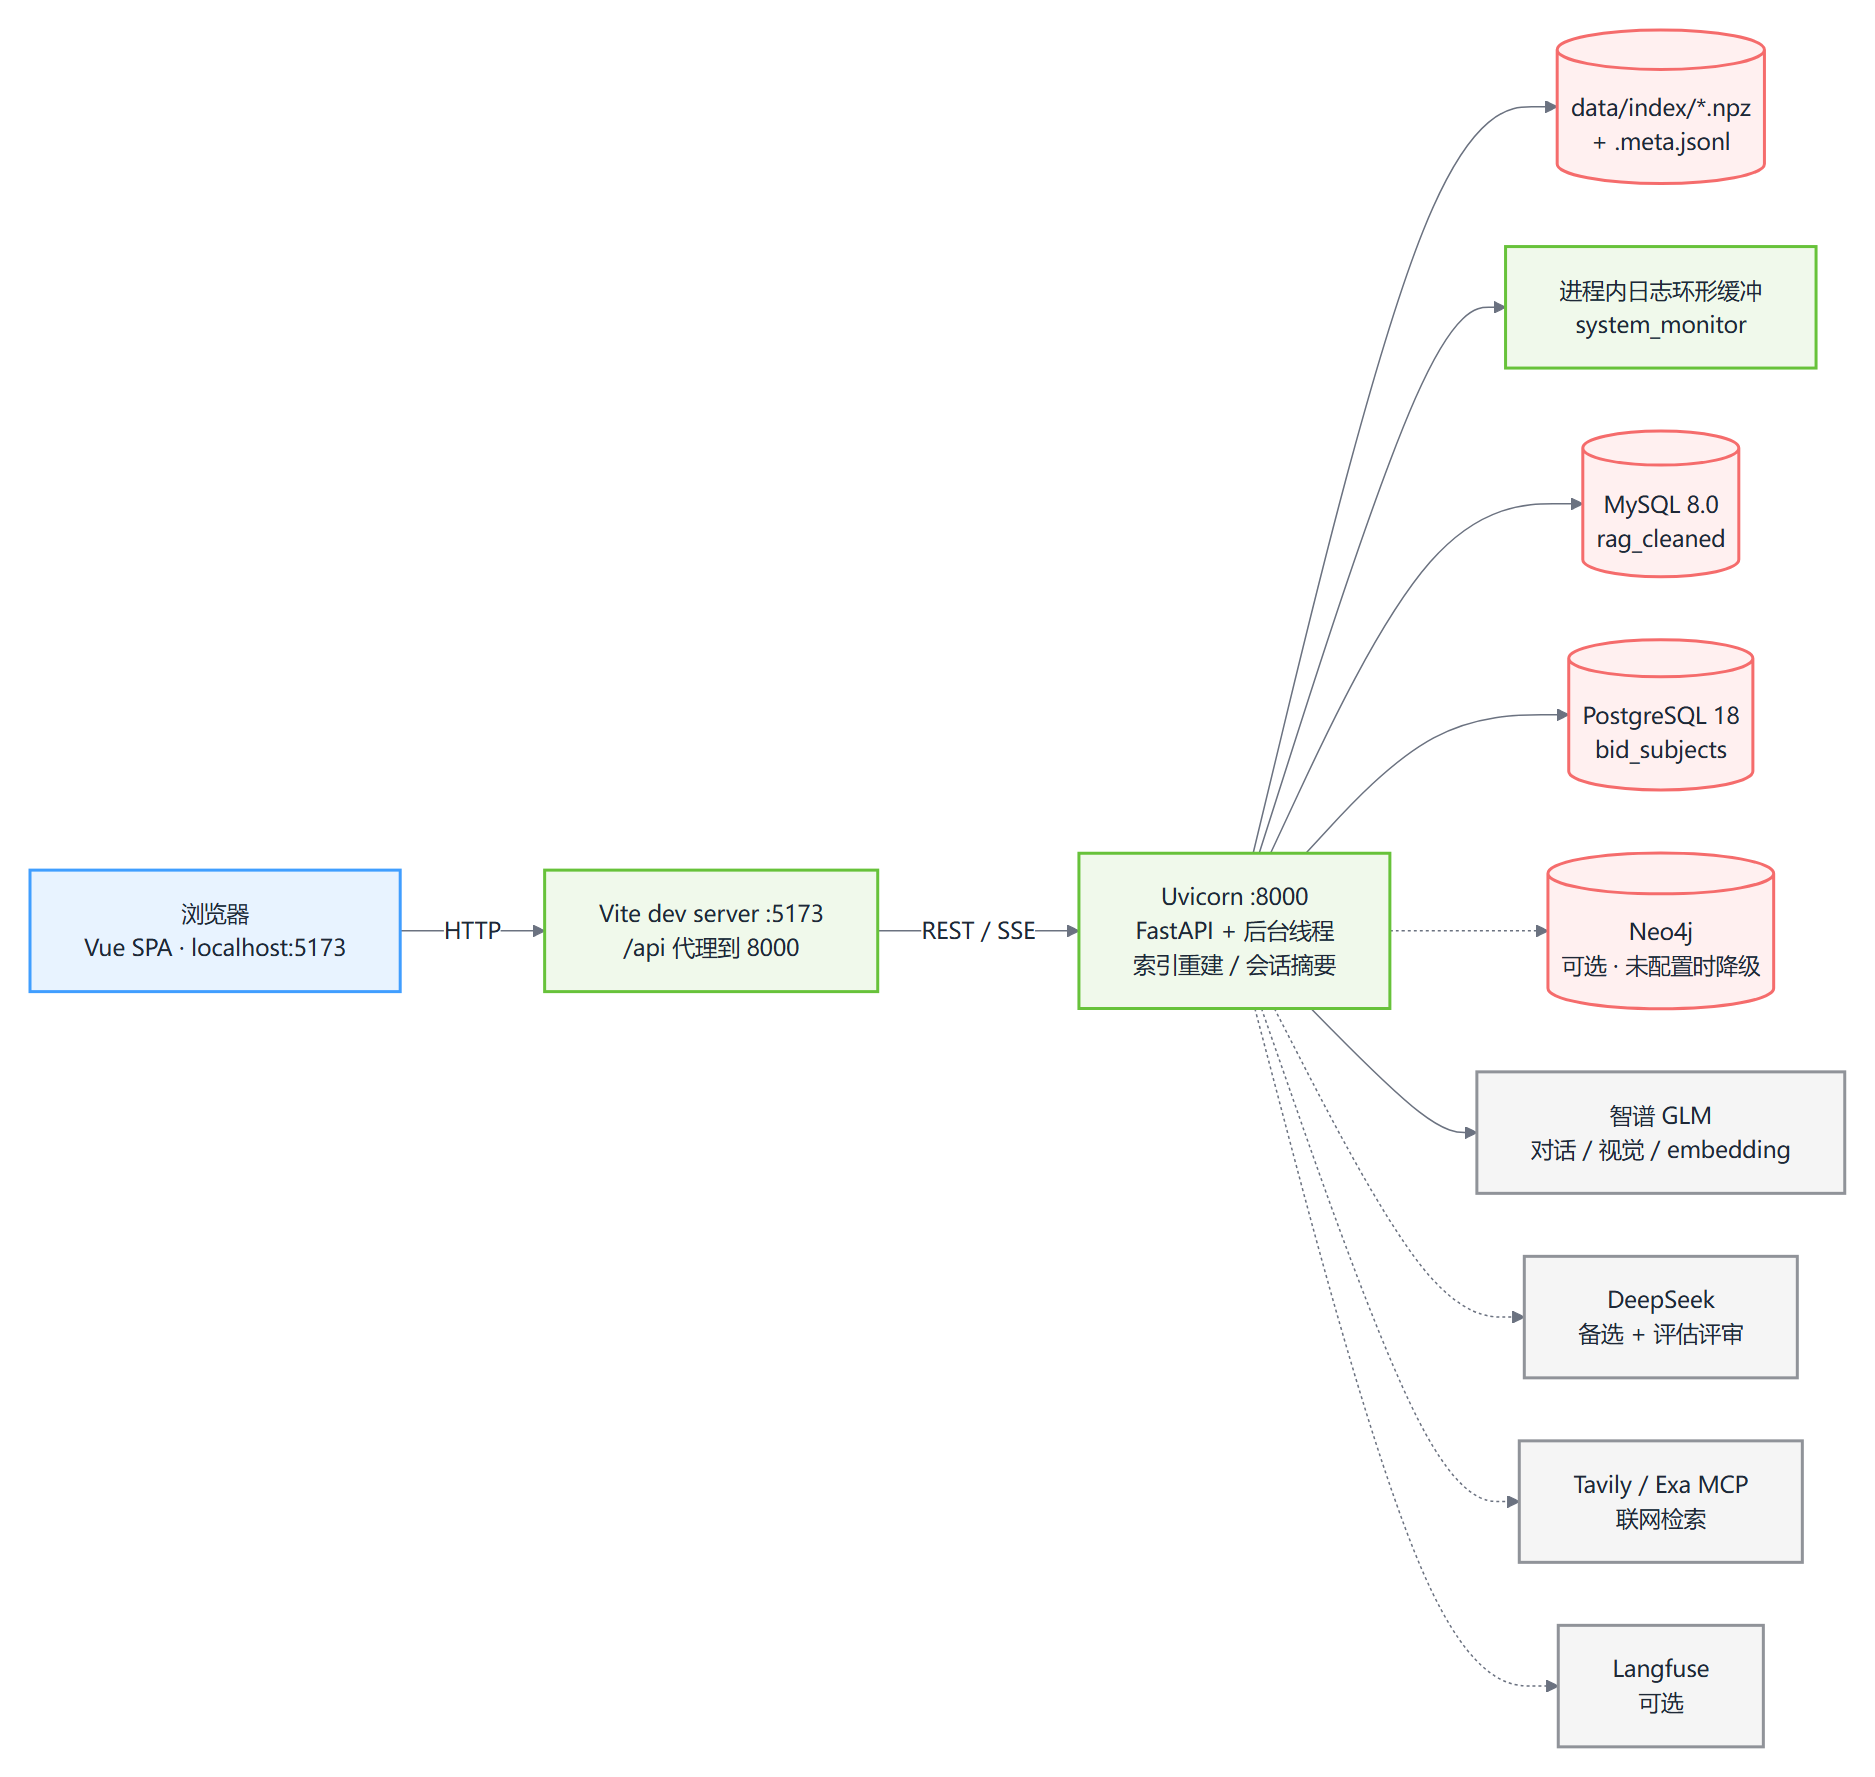 data/index/*.npz
+ .meta.jsonl
进程内日志环形缓冲
system_monitor
MySQL 8.0
rag_cleaned
PostgreSQL 18
bid_subjects
浏览器
Vue SPA · localhost:5173
HTTP
Vite dev server :5173
/api 代理到 8000
REST / SSE
Uvicorn :8000
FastAPI + 后台线程
索引重建 / 会话摘要
Neo4j
可选 · 未配置时降级
智谱 GLM
对话 / 视觉 / embedding
DeepSeek
备选 + 评估评审
Tavily / Exa MCP
联网检索
Langfuse
可选